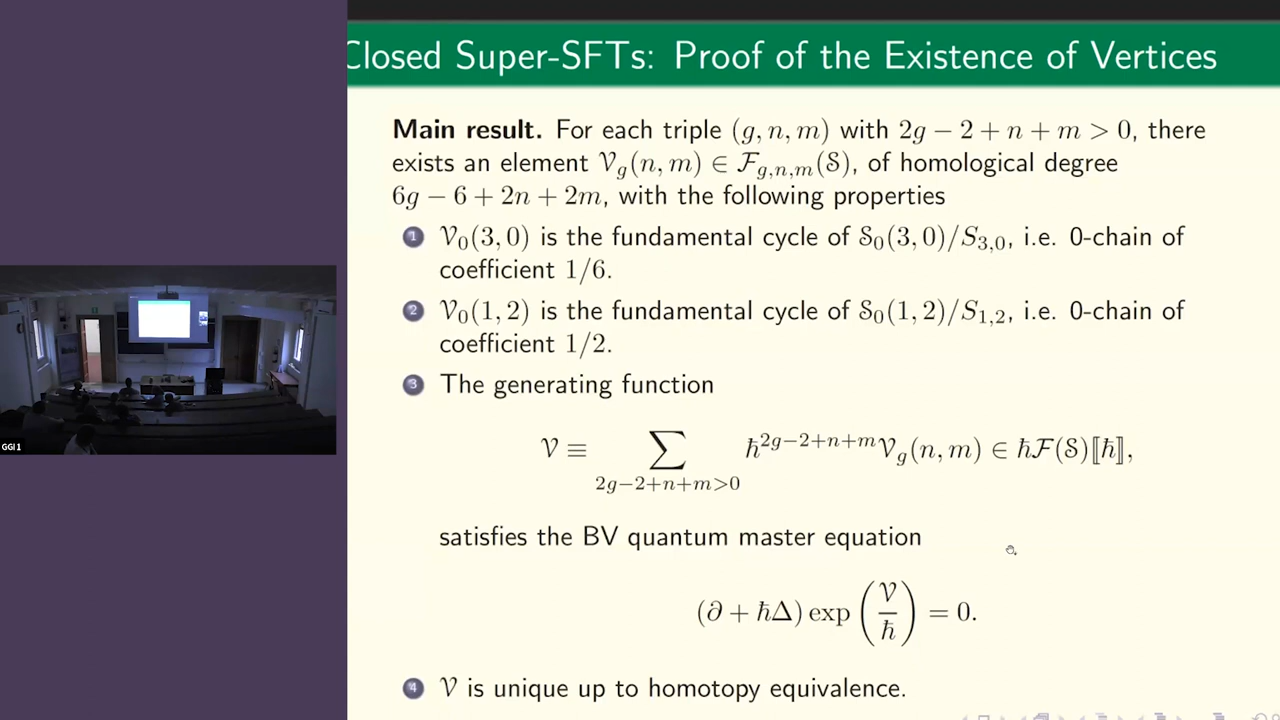 Closed Super-SFTs: Proof of the Existence of Vertices
Main result. For each triple (g, n, m) with 2g − 2 + n + m > 0, there
exists an element 𝒱_g(n, m) ∈ ℱ_{g,n,m}(𝒮), of homological degree
6g − 6 + 2n + 2m, with the following properties
1 𝒱_0(3, 0) is the fundamental cycle of 𝒮_0(3, 0)/S_{3,0}, i.e. 0-chain of
coefficient 1/6.
2 𝒱_0(1, 2) is the fundamental cycle of 𝒮_0(1, 2)/S_{1,2}, i.e. 0-chain of
coefficient 1/2.
3 The generating function
𝒱 ≡ ∑_{2g−2+n+m>0} ℏ^{2g−2+n+m} 𝒱_g(n, m) ∈ ℏℱ(𝒮)⟦ℏ⟧,
satisfies the BV quantum master equation
(∂ + ℏΔ) exp (𝒱/ℏ) = 0.
4 𝒱 is unique up to homotopy equivalence.
GGI 1